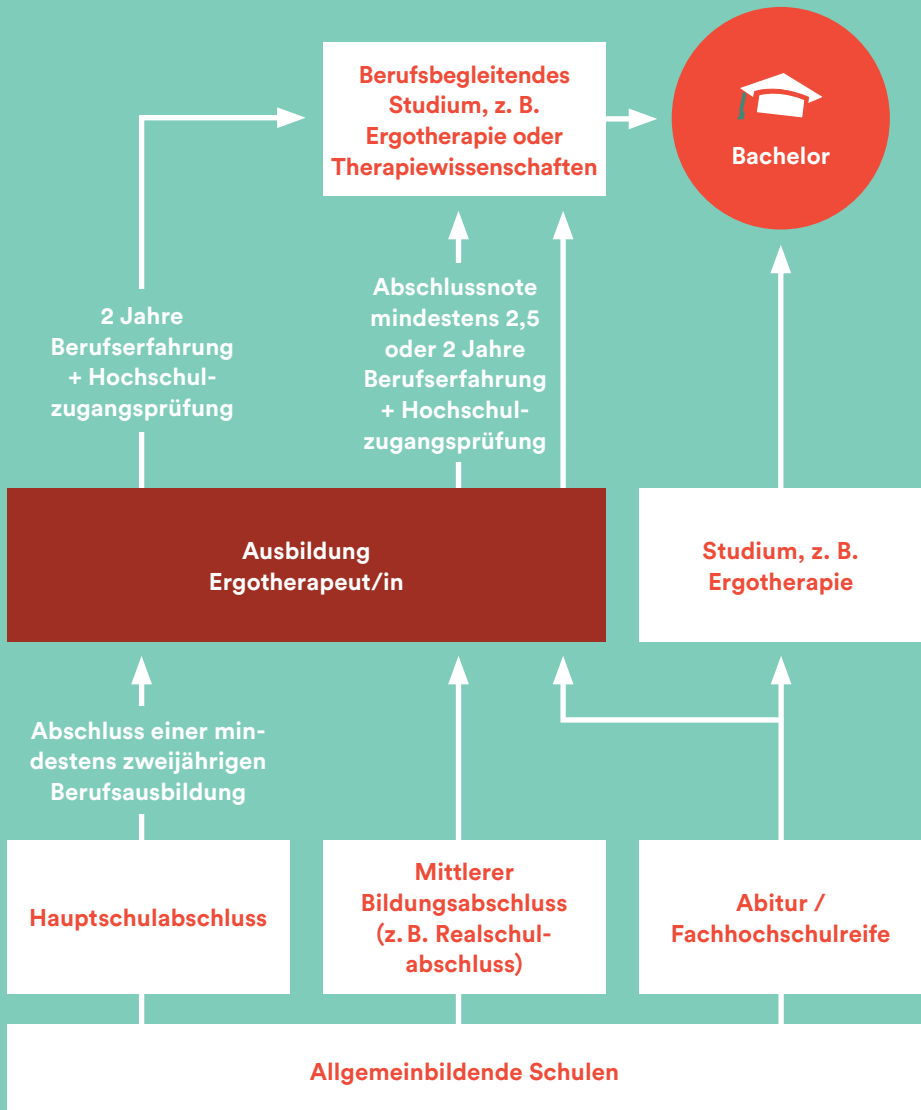 Berufsbegleitendes
Studium, z. B.
Ergotherapie oder
Therapiewissenschaften
Bachelor
2 Jahre
Berufserfahrung
+ Hochschul-
zugangsprüfung
Abschlussnote
mindestens 2,5
oder 2 Jahre
Berufserfahrung
+ Hochschul-
zugangsprüfung
Ausbildung
Ergotherapeut/in
Studium, z. B.
Ergotherapie
Abschluss einer min-
destens zweijährigen
Berufsausbildung
Hauptschulabschluss
Mittlerer
Bildungsabschluss
(z. B. Realschul-
abschluss)
Abitur /
Fachhochschulreife
Allgemeinbildende Schulen